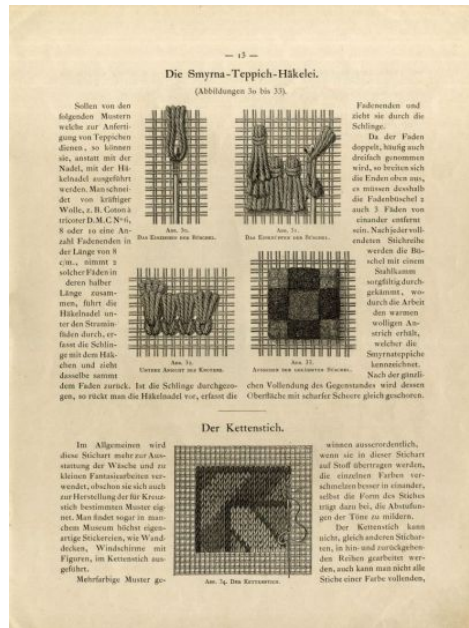 — 13 —
Die Smyrna-Teppich-Häkelei.
(Abbildungen 30 bis 33).
Sollen von den
folgenden Mustern
welche zur Anferti-
gung von Teppichen
dienen, so können
sie, anstatt mit der
Nadel, mit der Hä-
kelnadel ausgeführt
werden. Man schnei-
det von kräftiger
Wolle, z. B. Coton à
tricoter D.M.C Nº 6,
8 oder 10 eine An-
zahl Fadenenden in
der Länge von 8
c/m., nimmt 2
solcher Fäden in
deren halber
Länge zusam-
men, führt die
Häkelnadel un-
ter den Stramin-
fäden durch, er-
fasst die Schlin-
ge mit dem Häk-
chen und zieht
dasselbe sammt
dem Faden zurück. Ist die Schlinge durchgezo-
gen, so rückt man die Häkelnadel vor, erfasst die
Abb. 30.
Das Einziehen der Büschel.
Abb. 31.
Das Einknüpfen der Büschel.
Abb. 32.
Untere Ansicht der Knoten.
Abb. 33.
Aussehen der gekämmten Büschel.
Fadenenden und
zieht sie durch die
Schlinge.
Da der Faden
doppelt, häufig auch
dreifach genommen
wird, so breiten sich
die Enden oben aus,
es müssen desshalb
die Fadenbüschel 2
auch 3 Fäden von
einander entfernt
sein. Nach jeder voll-
endeten Stichreihe
werden die Bü-
schel mit einem
Stahlkamm
sorgfältig durch-
gekämmt, wo-
durch die Arbeit
den warmen
wolligen An-
strich erhält,
welcher die
Smyrnateppiche
kennzeichnet.
Nach der gänzli-
chen Vollendung des Gegenstandes wird dessen
Oberfläche mit scharfer Scheere gleich geschoren.
Der Kettenstich.
Im Allgemeinen wird
diese Stichart mehr zur Aus-
stattung der Wäsche und zu
kleinen Fantasiearbeiten ver-
wendet, obschon sie sich auch
zur Herstellung der für Kreuz-
stich bestimmten Muster eig-
net. Man findet sogar in man-
chem Museum höchst eigen-
artige Stickereien, wie Wand-
decken, Windschirme mit
Figuren, im Kettenstich aus-
geführt.
Mehrfarbige Muster ge-
Abb. 34. Der Kettenstich.
winnen ausserordentlich,
wenn sie in dieser Stichart
auf Stoff übertragen werden,
die einzelnen Farben ver-
schmelzen besser in einander,
selbst die Form des Stiches
trägt dazu bei, die Abstufun-
gen der Töne zu mildern.
Der Kettenstich kann
nicht, gleich anderen Stichar-
ten, in hin- und zurückgehen-
den Reihen gearbeitet wer-
den, auch kann man nicht alle
Stiche einer Farbe vollenden,